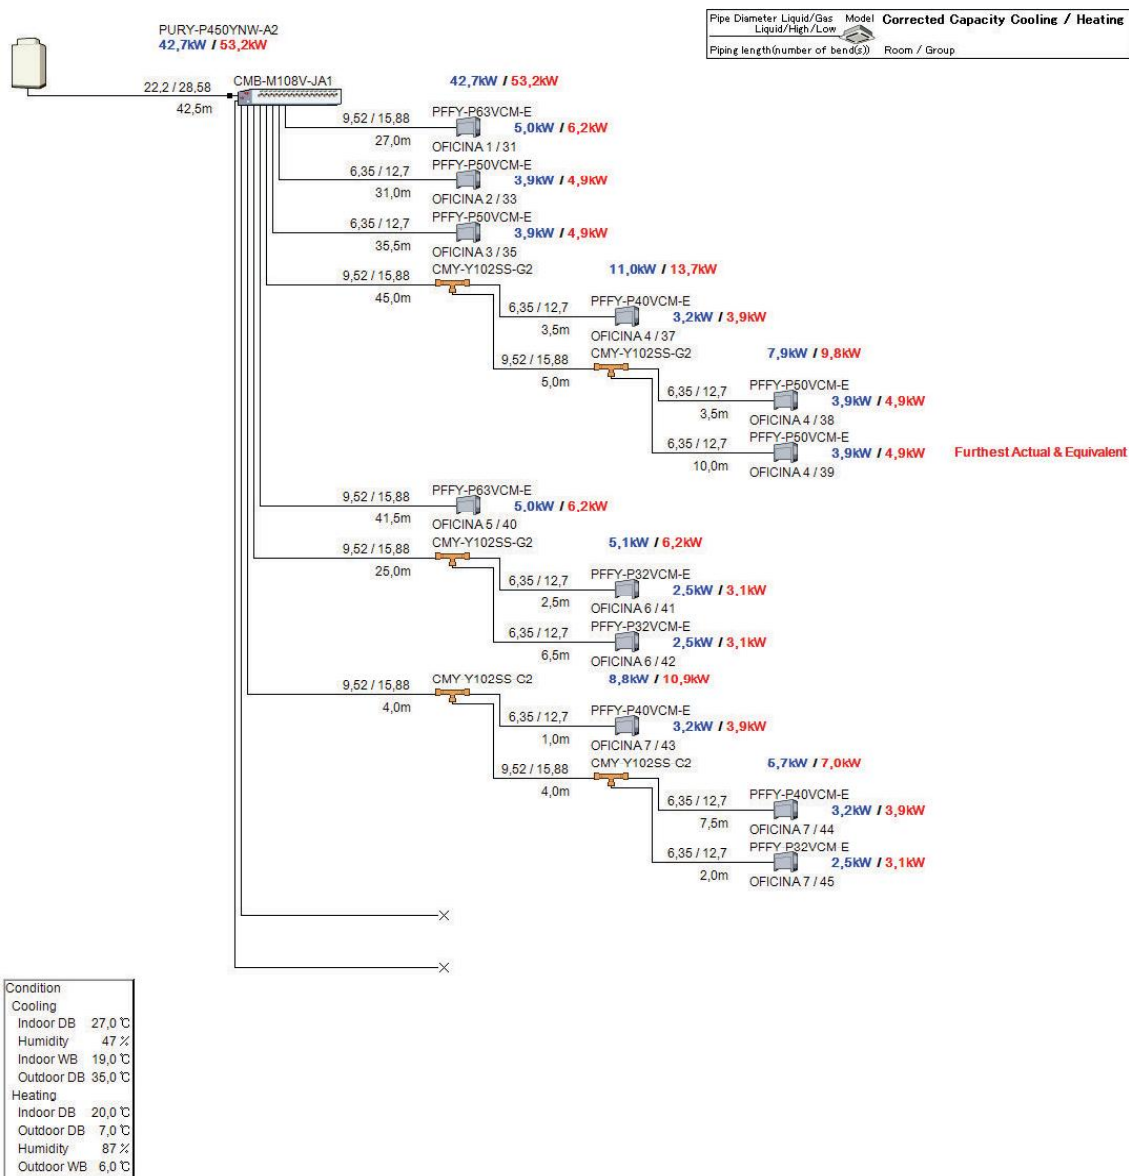 Pipe Diameter Liquid/Gas Model Corrected Capacity Cooling / Heating
Liquid/High/Low
Piping length(number of bend(s)) Room / Group
PURY-P450YNW-A2
42,7kW / 53,2kW
22,2 / 28,58
42,5m
CMB-M108V-JA1
42,7kW / 53,2kW
9,52 / 15,88
27,0m
PFFY-P63VCM-E
5,0kW / 6,2kW
OFICINA 1 / 31
6,35 / 12,7
31,0m
PFFY-P50VCM-E
3,9kW / 4,9kW
OFICINA 2 / 33
6,35 / 12,7
35,5m
PFFY-P50VCM-E
3,9kW / 4,9kW
OFICINA 3 / 35
9,52 / 15,88
45,0m
CMY-Y102SS-G2
11,0kW / 13,7kW
6,35 / 12,7
3,5m
PFFY-P40VCM-E
3,2kW / 3,9kW
OFICINA 4 / 37
9,52 / 15,88
5,0m
CMY-Y102SS-G2
7,9kW / 9,8kW
6,35 / 12,7
3,5m
PFFY-P50VCM-E
3,9kW / 4,9kW
OFICINA 4 / 38
6,35 / 12,7
10,0m
PFFY-P50VCM-E
3,9kW / 4,9kW
Furthest Actual & Equivalent
OFICINA 4 / 39
9,52 / 15,88
41,5m
PFFY-P63VCM-E
5,0kW / 6,2kW
OFICINA 5 / 40
9,52 / 15,88
25,0m
CMY-Y102SS-G2
5,1kW / 6,2kW
6,35 / 12,7
2,5m
PFFY-P32VCM-E
2,5kW / 3,1kW
OFICINA 6 / 41
6,35 / 12,7
6,5m
PFFY-P32VCM-E
2,5kW / 3,1kW
OFICINA 6 / 42
9,52 / 15,88
4,0m
CMY-Y102SS-G2
8,8kW / 10,9kW
6,35 / 12,7
1,0m
PFFY-P40VCM-E
3,2kW / 3,9kW
OFICINA 7 / 43
9,52 / 15,88
4,0m
CMY-Y102SS-G2
5,7kW / 7,0kW
6,35 / 12,7
7,5m
PFFY-P40VCM-E
3,2kW / 3,9kW
OFICINA 7 / 44
6,35 / 12,7
2,0m
PFFY-P32VCM-E
2,5kW / 3,1kW
OFICINA 7 / 45
Condition
Cooling
Indoor DB 27,0 ℃
Humidity 47 %
Indoor WB 19,0 ℃
Outdoor DB 35,0 ℃
Heating
Indoor DB 20,0 ℃
Outdoor DB 7,0 ℃
Humidity 87 %
Outdoor WB 6,0 ℃